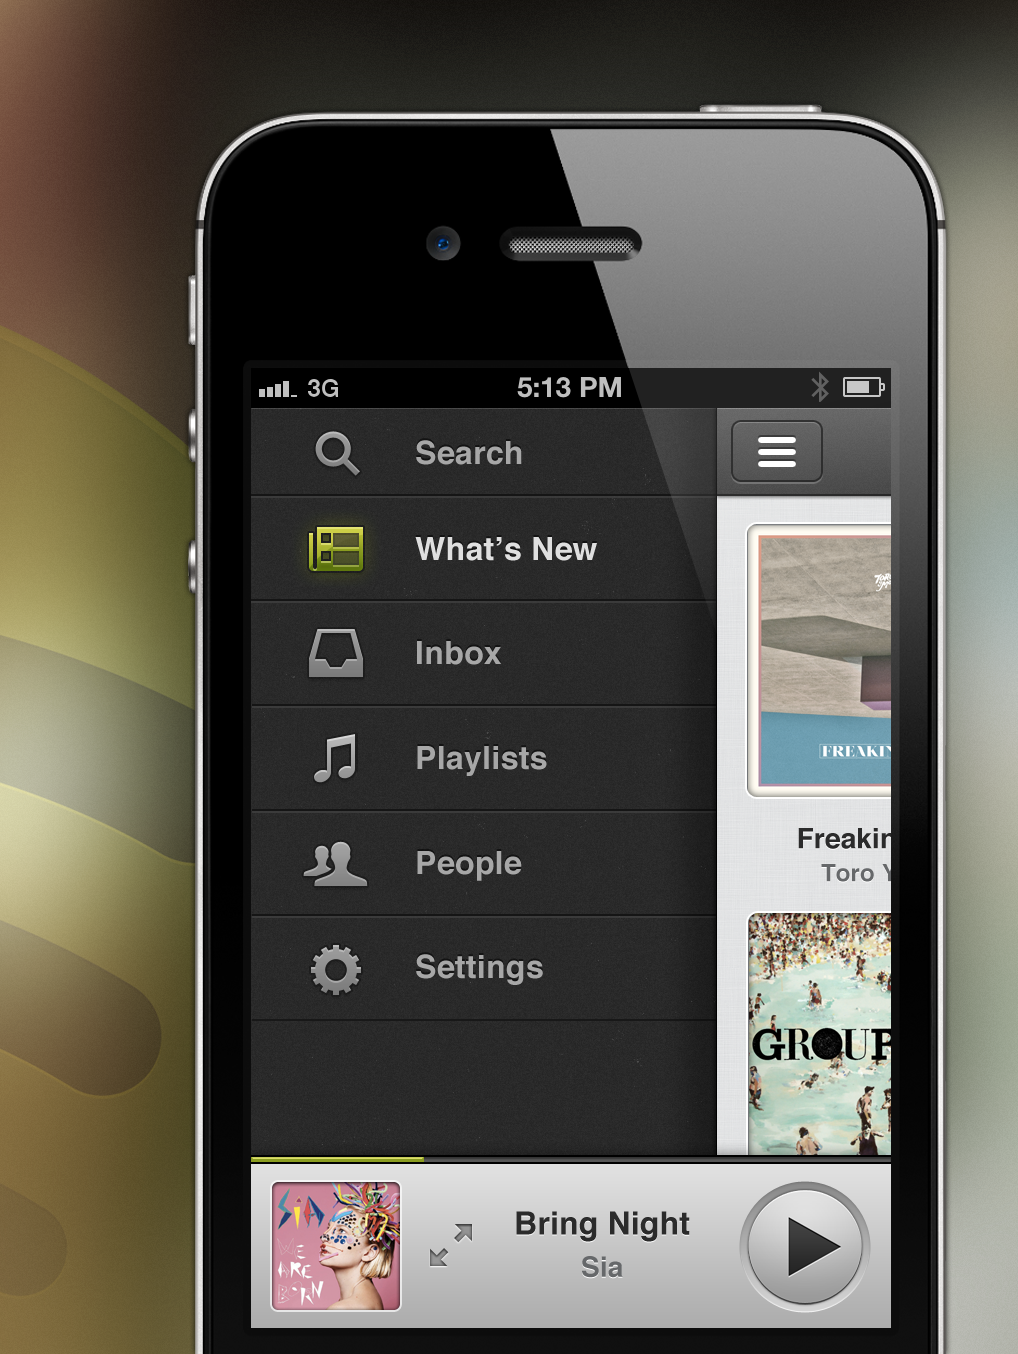 3G 5:13 PM
Search
What's New
Inbox
Playlists
People
Settings
FREAKIN
Freakin
Toro Y
GROUP
SiA
WE
ARE
BORN
Bring Night
Sia